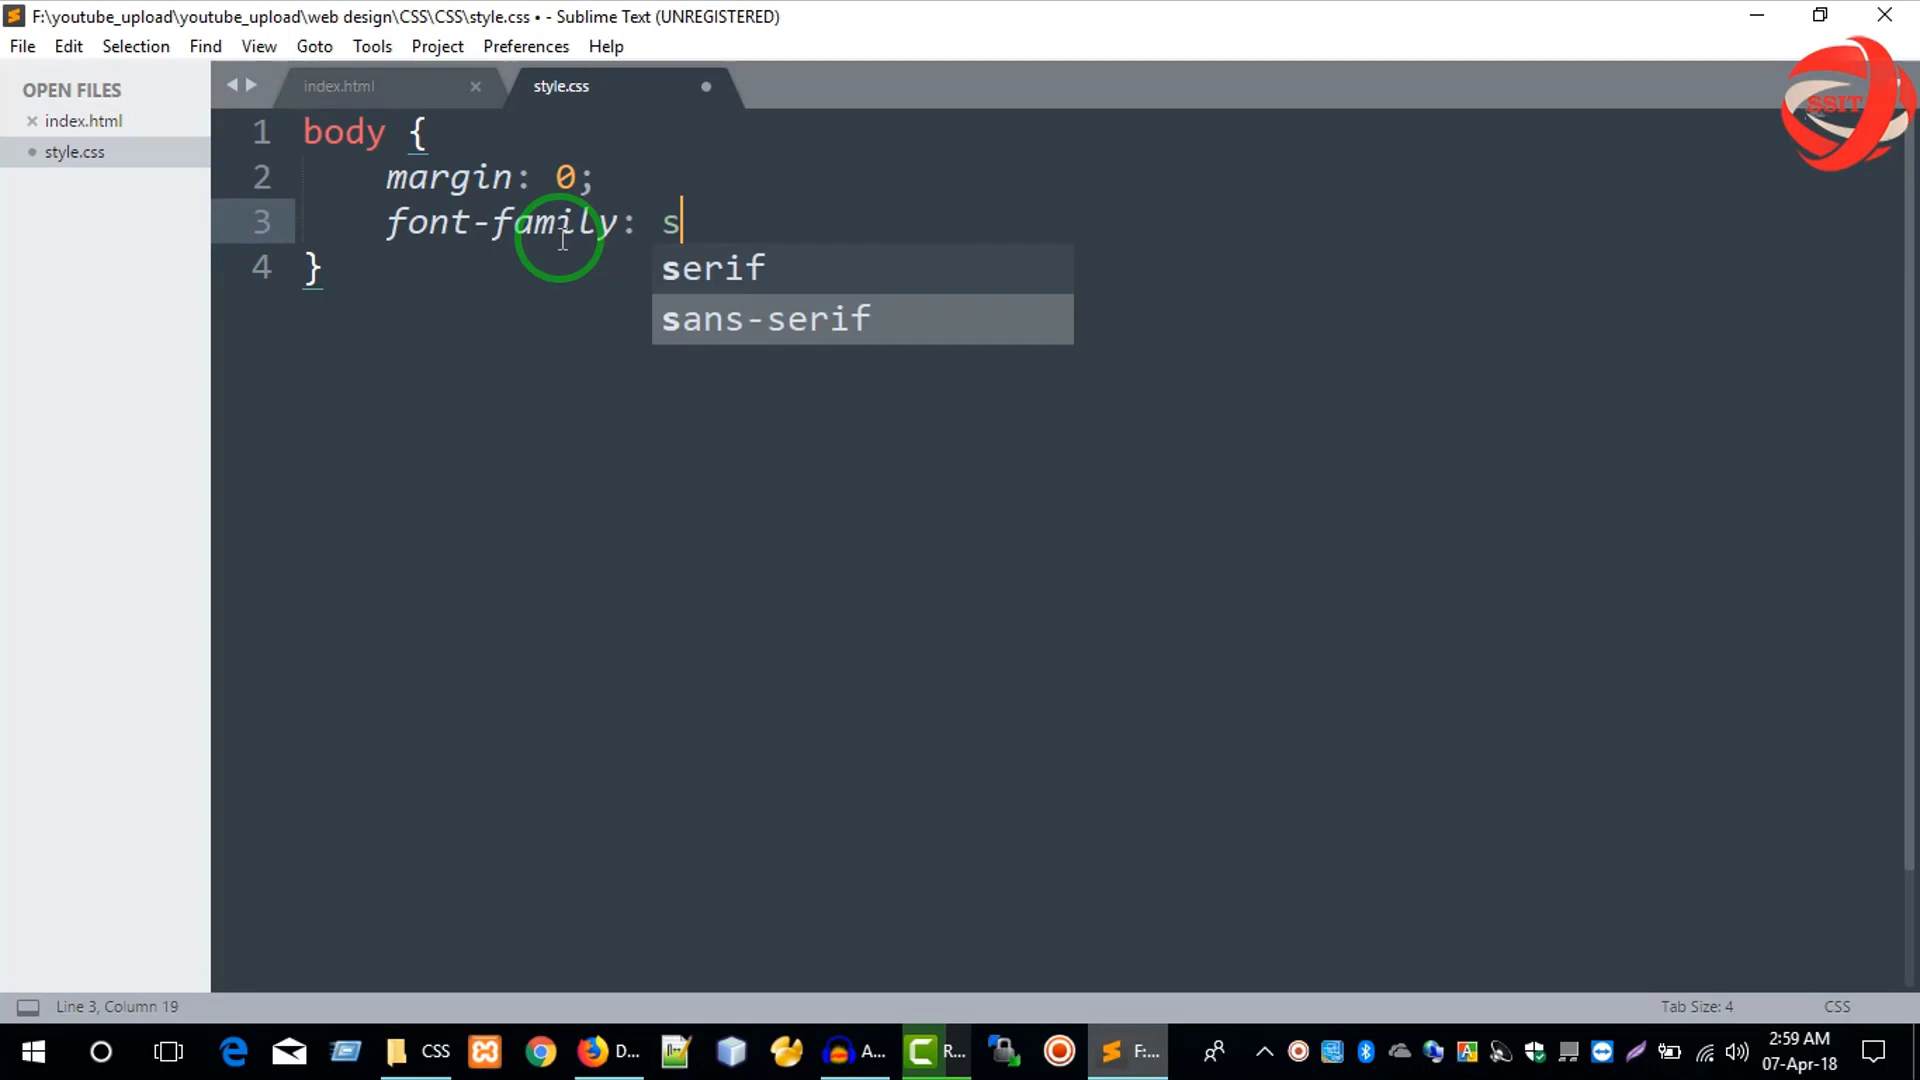 F:\youtube_upload\youtube_upload\web design\CSS\CSS\style.css • - Sublime Text (UNREGISTERED)
File Edit Selection Find View Goto Tools Project Preferences Help
OPEN FILES
index.html
style.css
index.html
style.css
SSIT
1 body {
2 margin: 0;
3 font-family: s
serif
4 }
sans-serif
Line 3, Column 19
Tab Size: 4
CSS
CSS
D...
A...
R...
F:...
2:59 AM
07-Apr-18